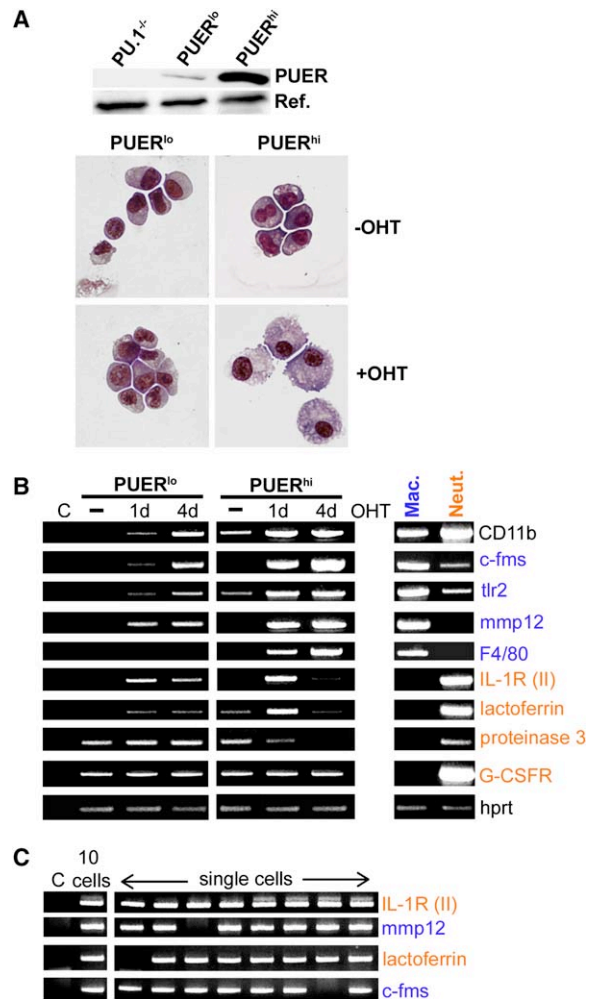 A
PU.1-/-
PUERlo
PUERhi
PUER
Ref.
PUERlo PUERhi
-OHT
+OHT
B
PUERlo PUERhi
C – 1d 4d – 1d 4d OHT
Mac.
Neut.
CD11b
c-fms
tlr2
mmp12
F4/80
IL-1R (II)
lactoferrin
proteinase 3
G-CSFR
hprt
C
10
C cells single cells
IL-1R (II)
mmp12
lactoferrin
c-fms